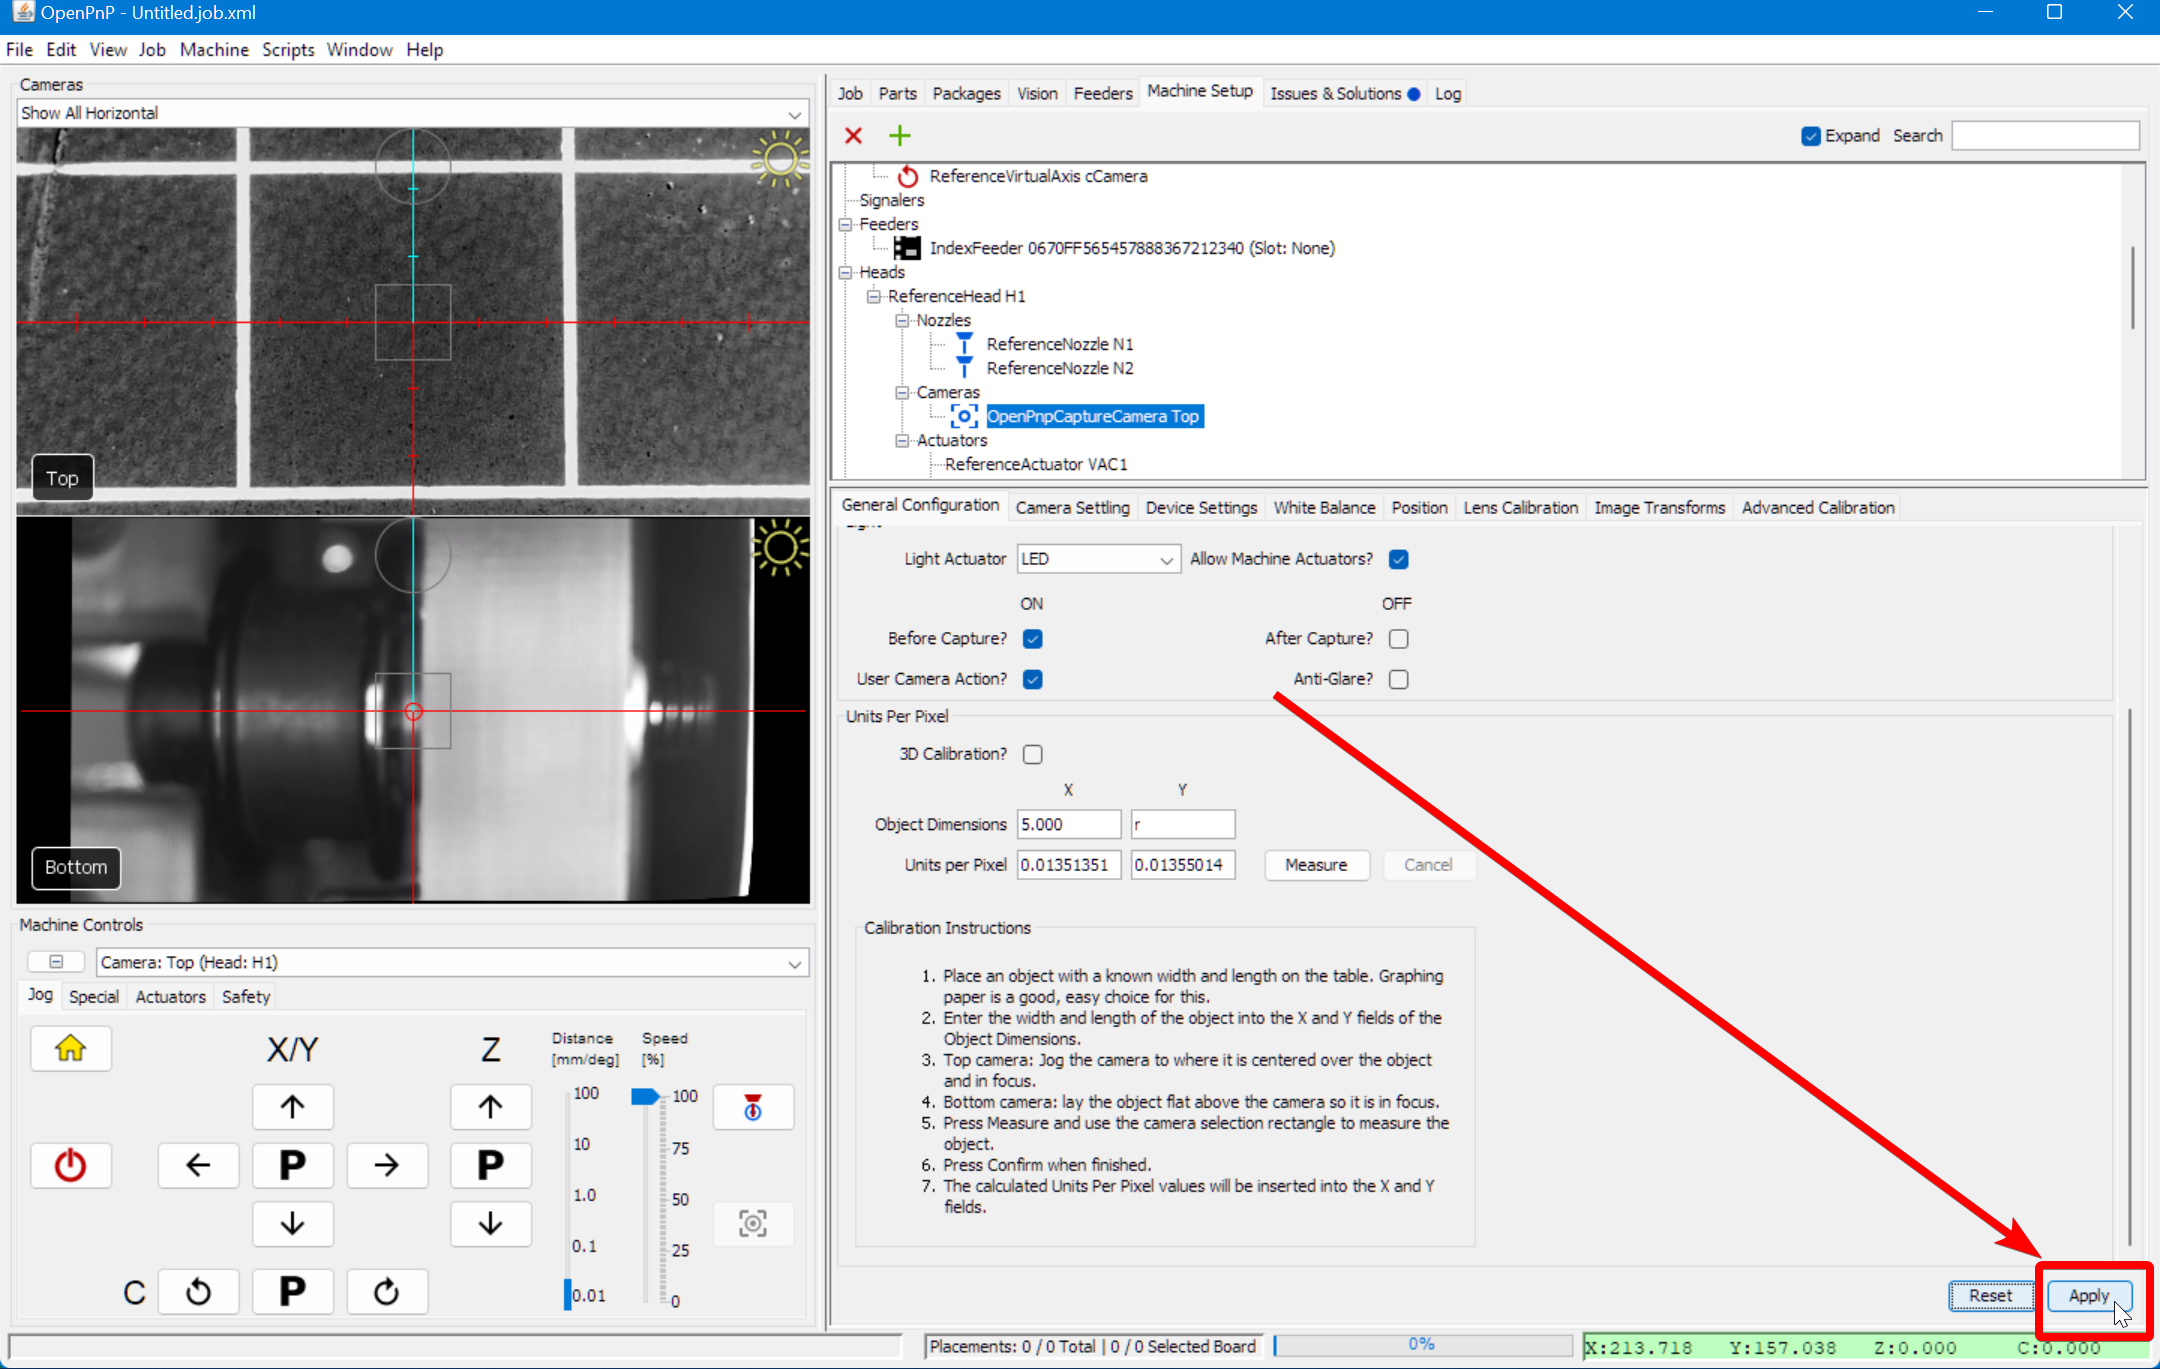 OpenPnP - Untitled.job.xml
File Edit View Job Machine Scripts Window Help
Cameras
Show All Horizontal
Top
Bottom
Machine Controls
Camera: Top (Head: H1)
Jog Special Actuators Safety
X/Y
Z
Distance
[mm/deg]
Speed
[%]
100
10
1.0
0.1
0.01
100
75
50
25
0
P
P
C
P
Job Parts Packages Vision Feeders Machine Setup Issues & Solutions Log
Expand Search
ReferenceVirtualAxis cCamera
Signalers
Feeders
IndexFeeder 0670FF565457888367212340 (Slot: None)
Heads
ReferenceHead H1
Nozzles
ReferenceNozzle N1
ReferenceNozzle N2
Cameras
OpenPnpCaptureCamera Top
Actuators
ReferenceActuator VAC1
General Configuration Camera Settling Device Settings White Balance Position Lens Calibration Image Transforms Advanced Calibration
Light
Light Actuator LED Allow Machine Actuators?
ON OFF
Before Capture? After Capture?
User Camera Action? Anti-Glare?
Units Per Pixel
3D Calibration?
X Y
Object Dimensions 5.000 r
Units per Pixel 0.01351351 0.01355014 Measure Cancel
Calibration Instructions
1. Place an object with a known width and length on the table. Graphing
paper is a good, easy choice for this.
2. Enter the width and length of the object into the X and Y fields of the
Object Dimensions.
3. Top camera: Jog the camera to where it is centered over the object
and in focus.
4. Bottom camera: lay the object flat above the camera so it is in focus.
5. Press Measure and use the camera selection rectangle to measure the
object.
6. Press Confirm when finished.
7. The calculated Units Per Pixel values will be inserted into the X and Y
fields.
Reset Apply
Placements: 0 / 0 Total | 0 / 0 Selected Board 0% X:213.718 Y:157.038 Z:0.000 C:0.000